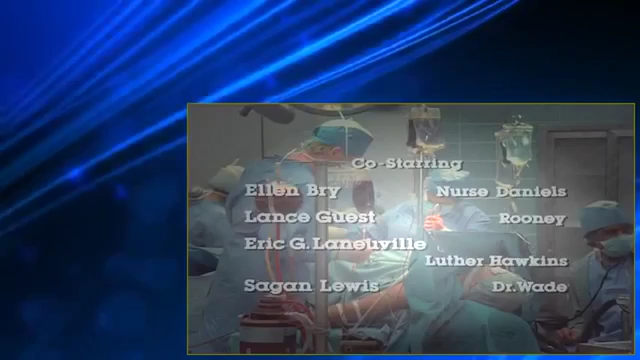 Co-Starring
Ellen Bry Nurse Daniels
Lance Guest Rooney
Eric G. Laneuville
Luther Hawkins
Sagan Lewis Dr. Wade